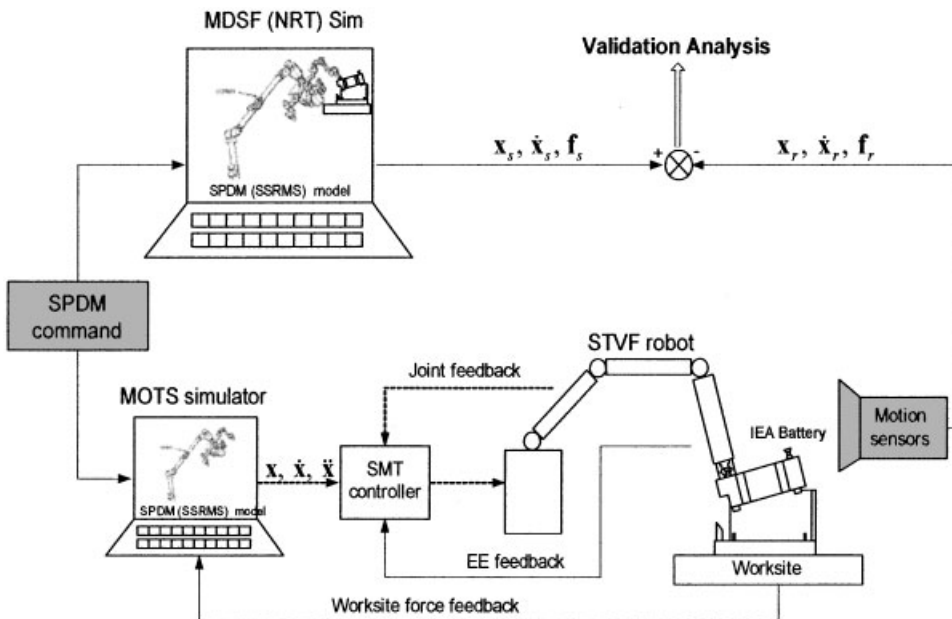 MDSF (NRT) Sim
Validation Analysis
SPDM (SSRMS) model
xₛ, ẋₛ, fₛ
+
-
xᵣ, ẋᵣ, fᵣ
SPDM
command
STVF robot
Joint feedback
MOTS simulator
IEA Battery
Motion
sensors
x, ẋ, ẍ
SMT
controller
SPDM (SSRMS) model
EE feedback
Worksite
Worksite force feedback